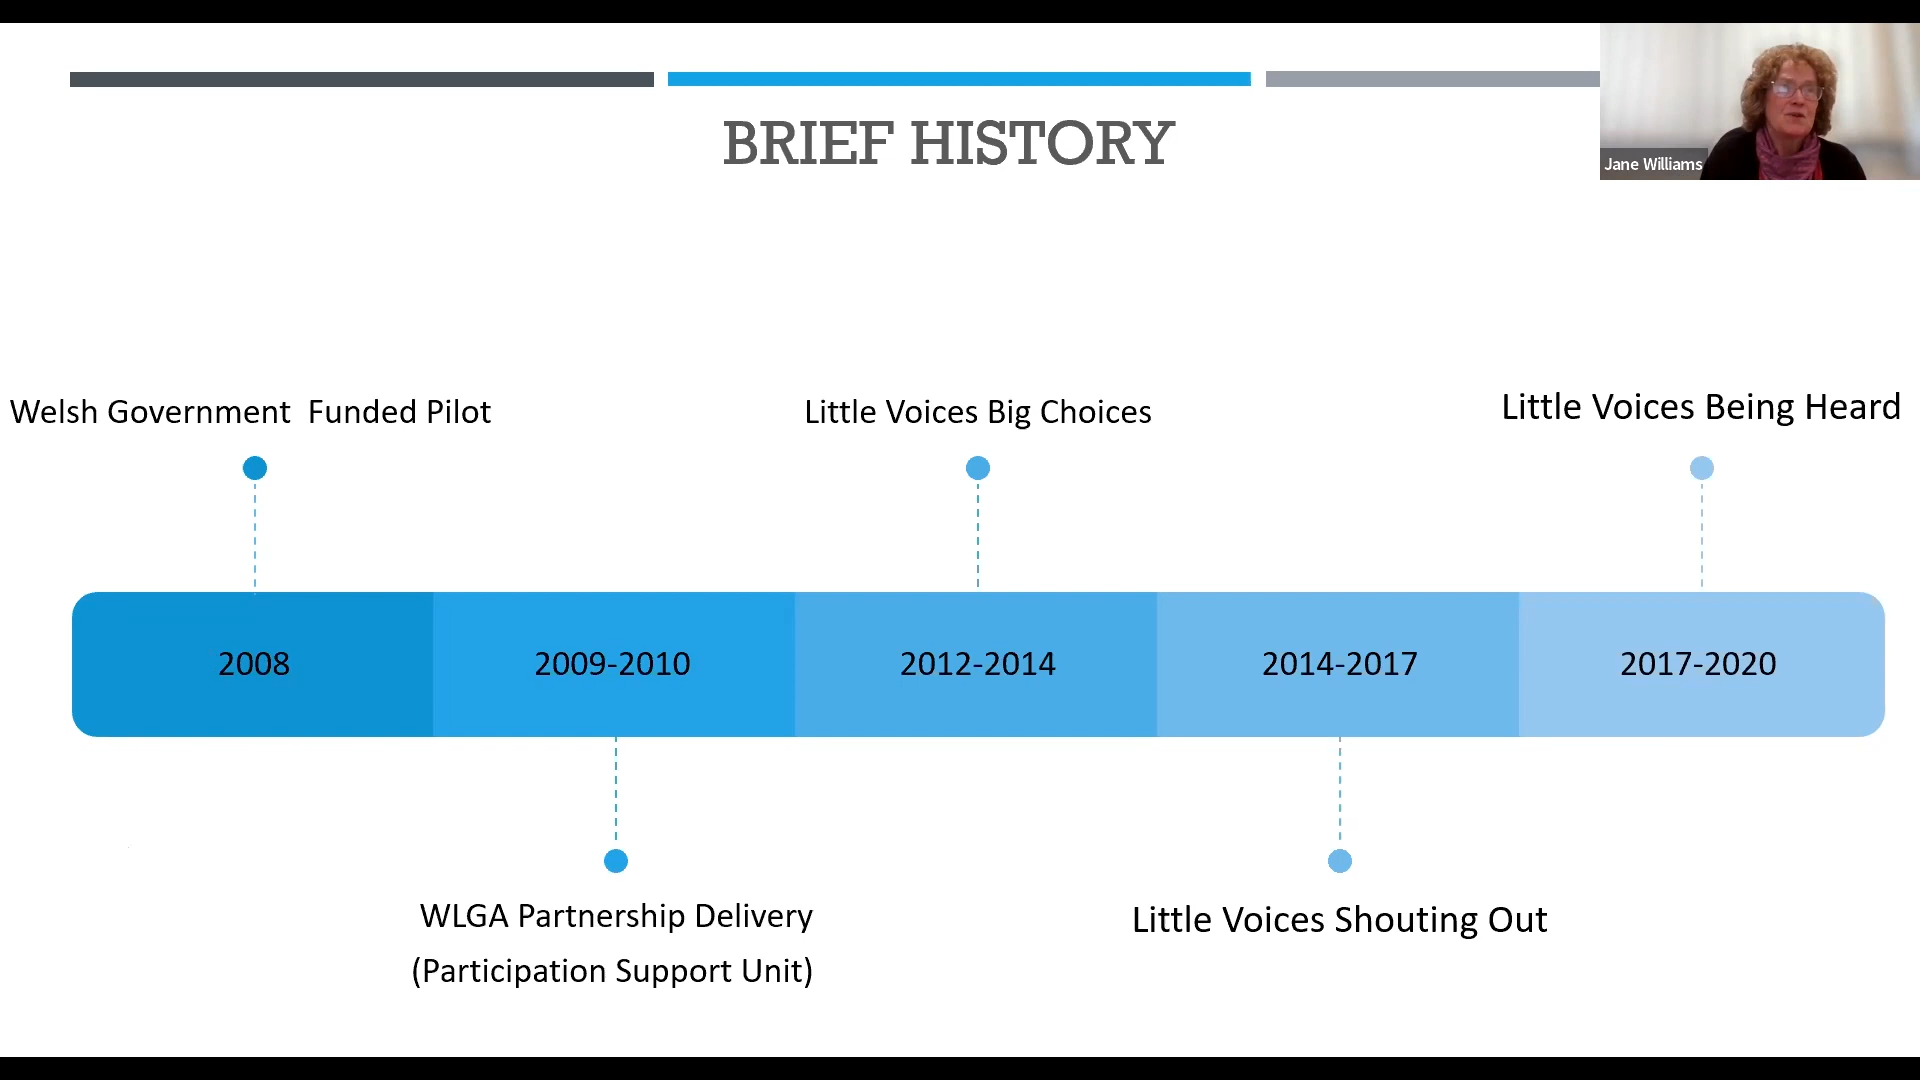 BRIEF HISTORY
Jane Williams
Welsh Government Funded Pilot
Little Voices Big Choices
Little Voices Being Heard
2008
2009-2010
2012-2014
2014-2017
2017-2020
WLGA Partnership Delivery
(Participation Support Unit)
Little Voices Shouting Out